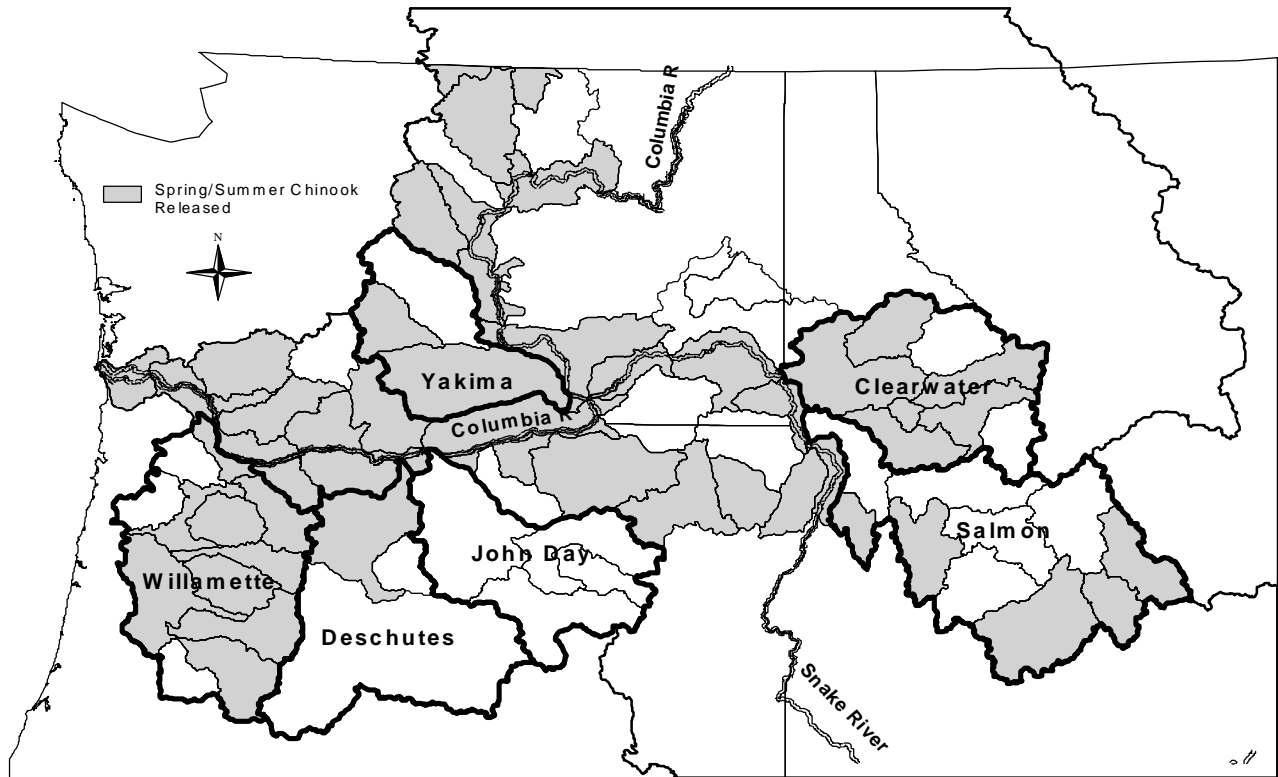 Columbia R
Spring/Summer Chinook
Released
N
Yakima
Clearwater
Columbia R
Salmon
John Day
Willamette
Deschutes
Snake River